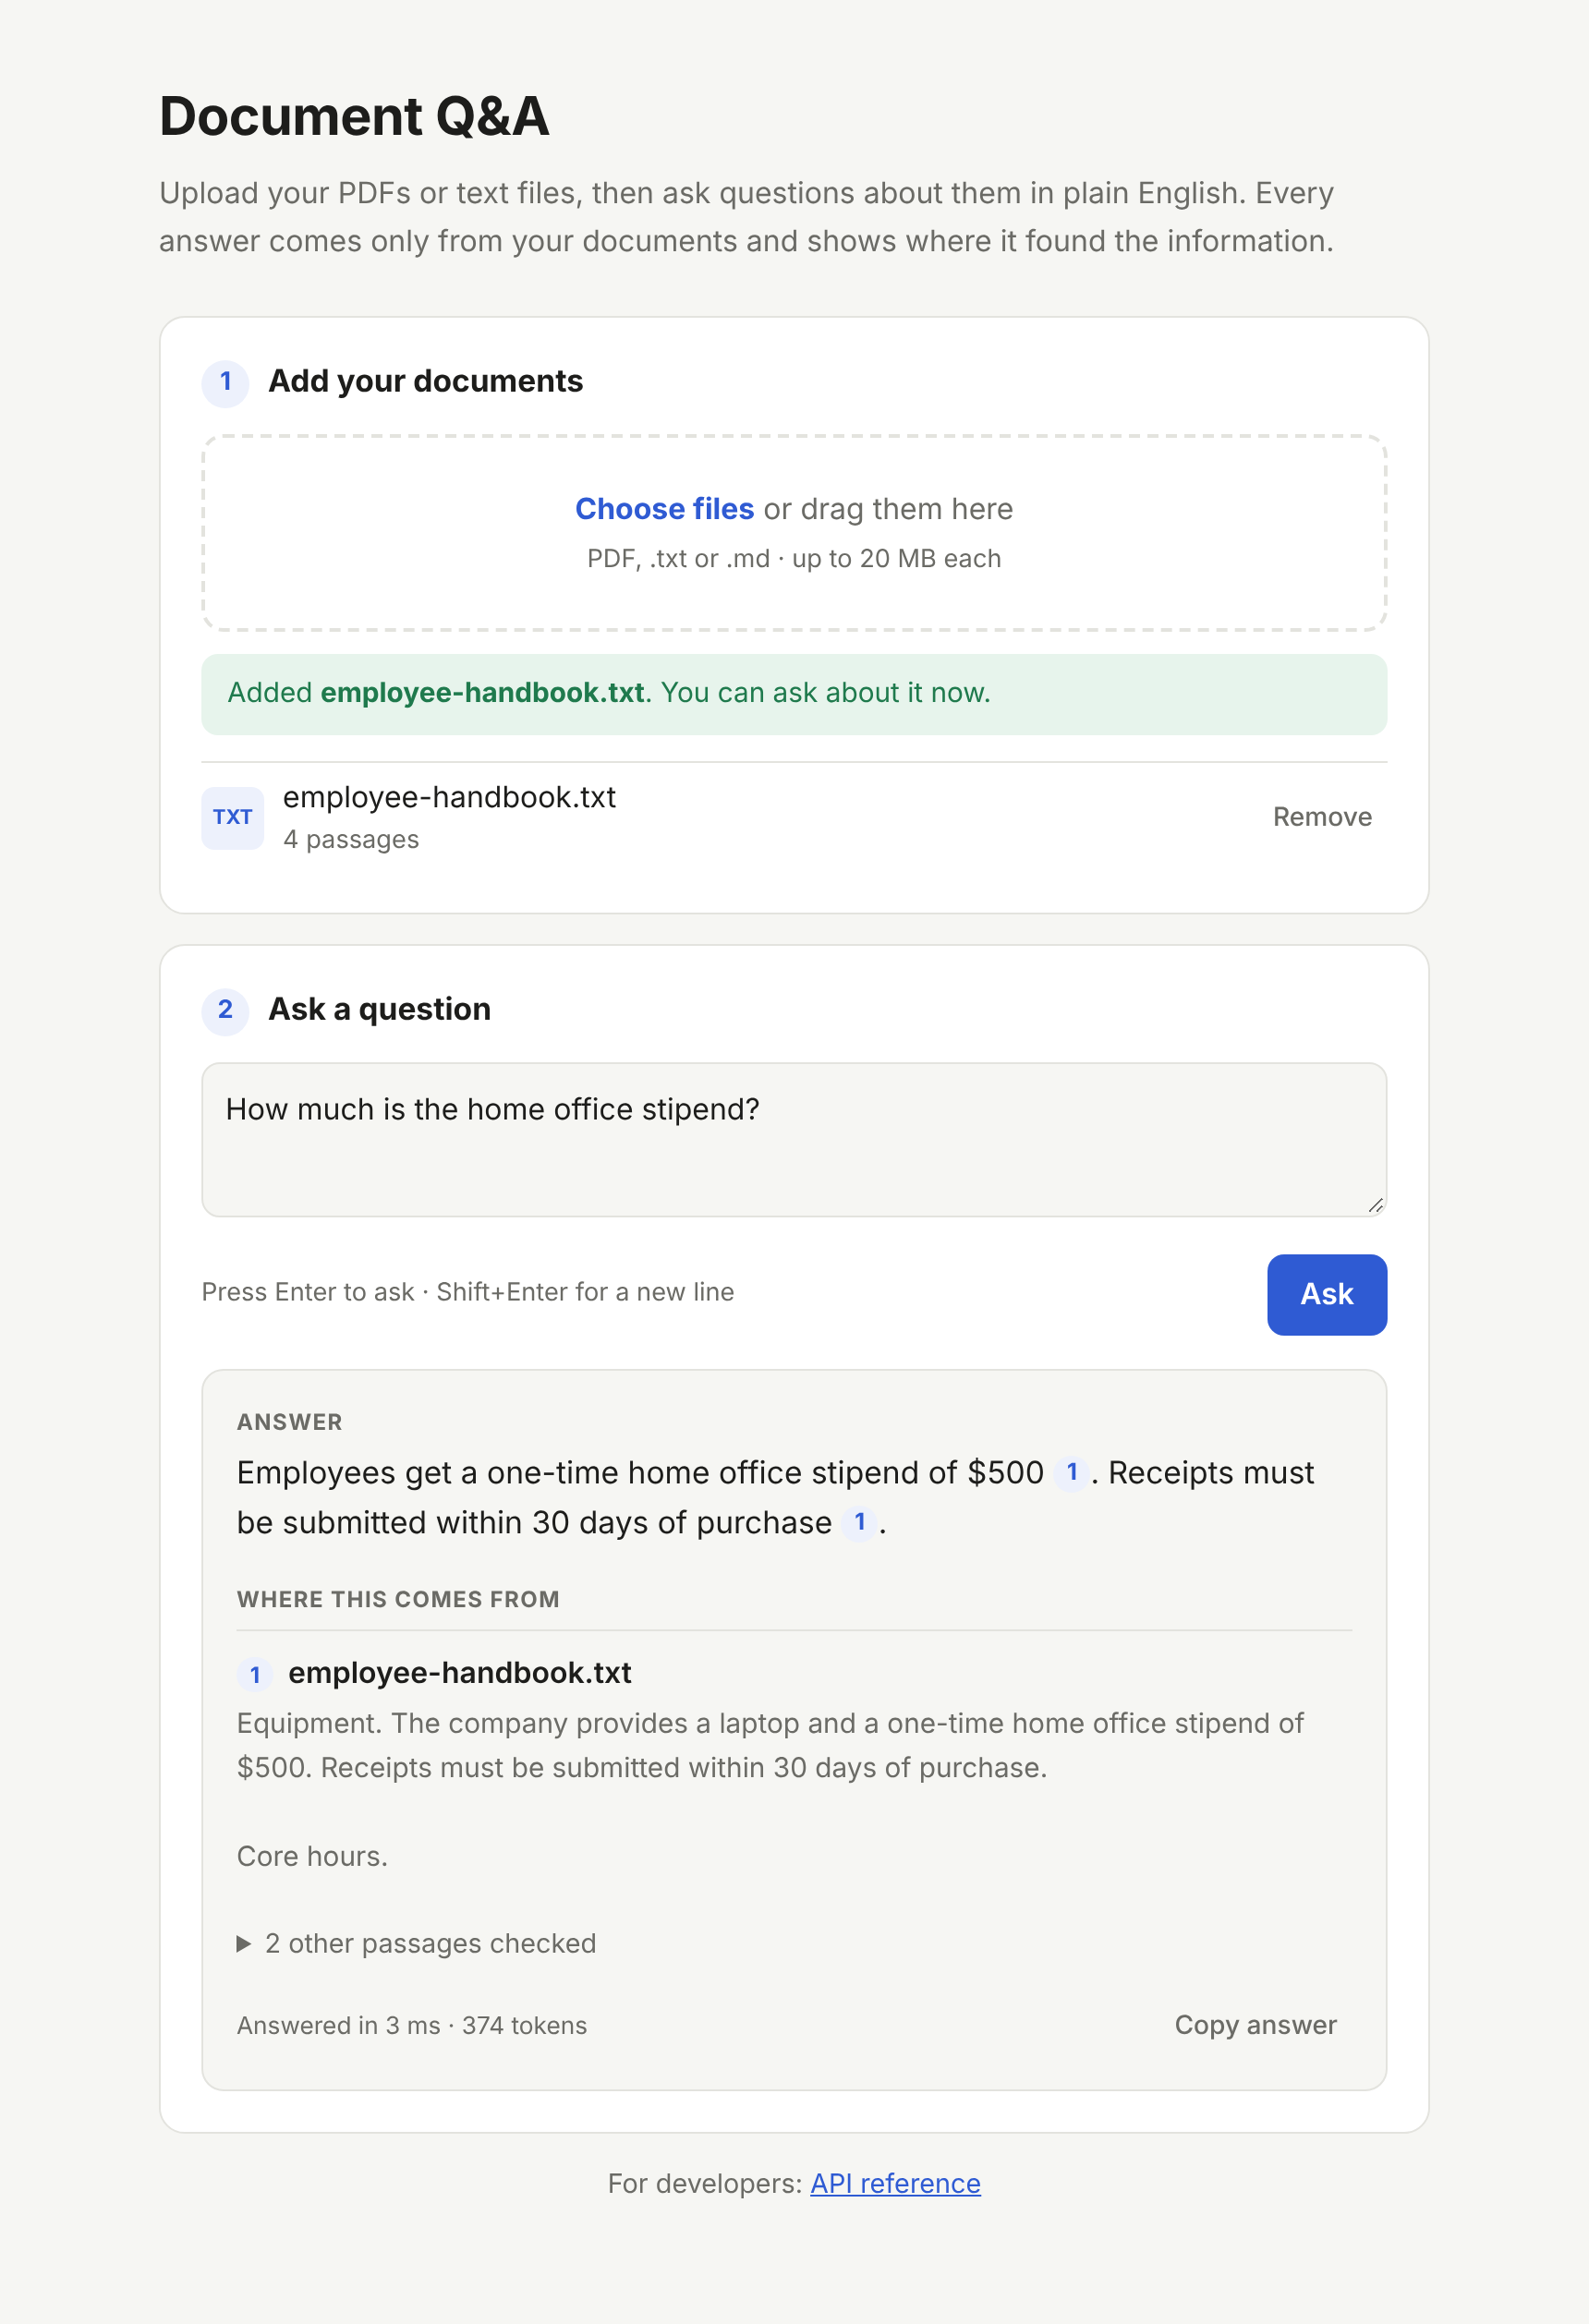 Document Q&A
Upload your PDFs or text files, then ask questions about them in plain English. Every
answer comes only from your documents and shows where it found the information.
1 Add your documents
Choose files or drag them here
PDF, .txt or .md · up to 20 MB each
Added employee-handbook.txt. You can ask about it now.
TXT
employee-handbook.txt
4 passages
Remove
2 Ask a question
How much is the home office stipend?
Press Enter to ask · Shift+Enter for a new line
Ask
ANSWER
Employees get a one-time home office stipend of $500 1. Receipts must
be submitted within 30 days of purchase 1.
WHERE THIS COMES FROM
1 employee-handbook.txt
Equipment. The company provides a laptop and a one-time home office stipend of
$500. Receipts must be submitted within 30 days of purchase.
Core hours.
2 other passages checked
Answered in 3 ms · 374 tokens
Copy answer
For developers: API reference